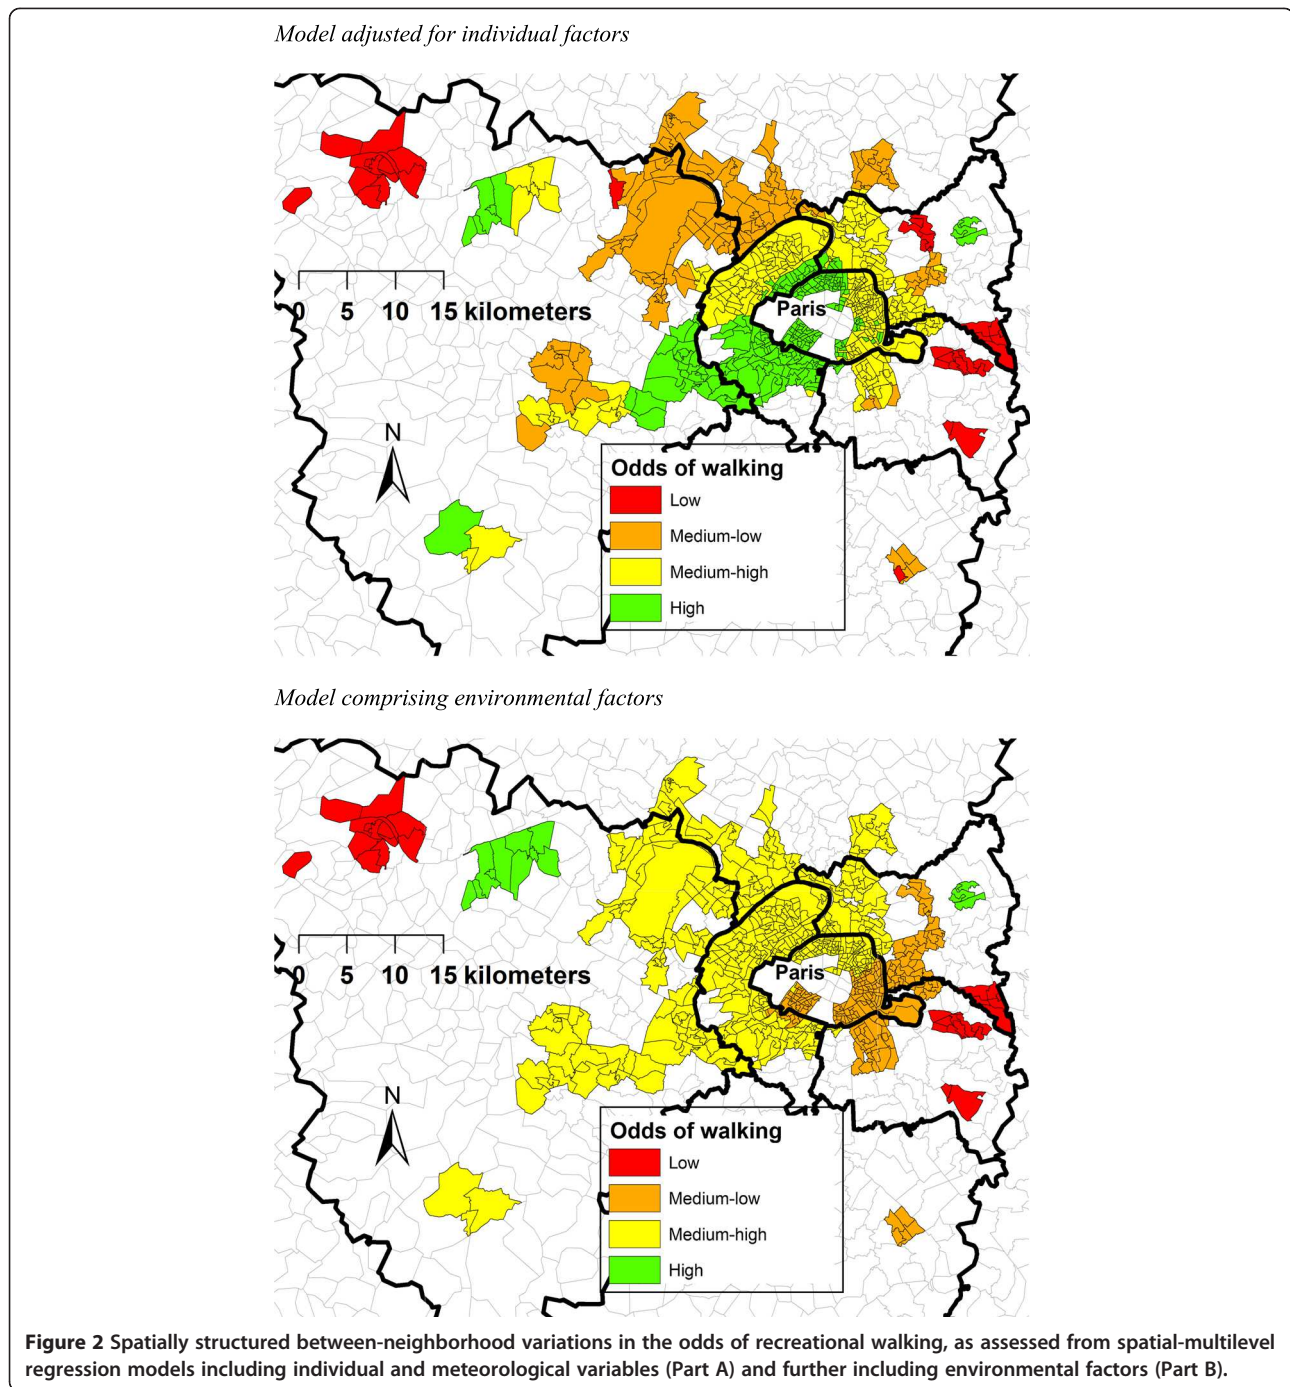 Model adjusted for individual factors
Paris
0 5 10 15 kilometers
N
Odds of walking
Low
Medium-low
Medium-high
High
Model comprising environmental factors
Paris
0 5 10 15 kilometers
N
Odds of walking
Low
Medium-low
Medium-high
High
Figure 2 Spatially structured between-neighborhood variations in the odds of recreational walking, as assessed from spatial-multilevel
regression models including individual and meteorological variables (Part A) and further including environmental factors (Part B).